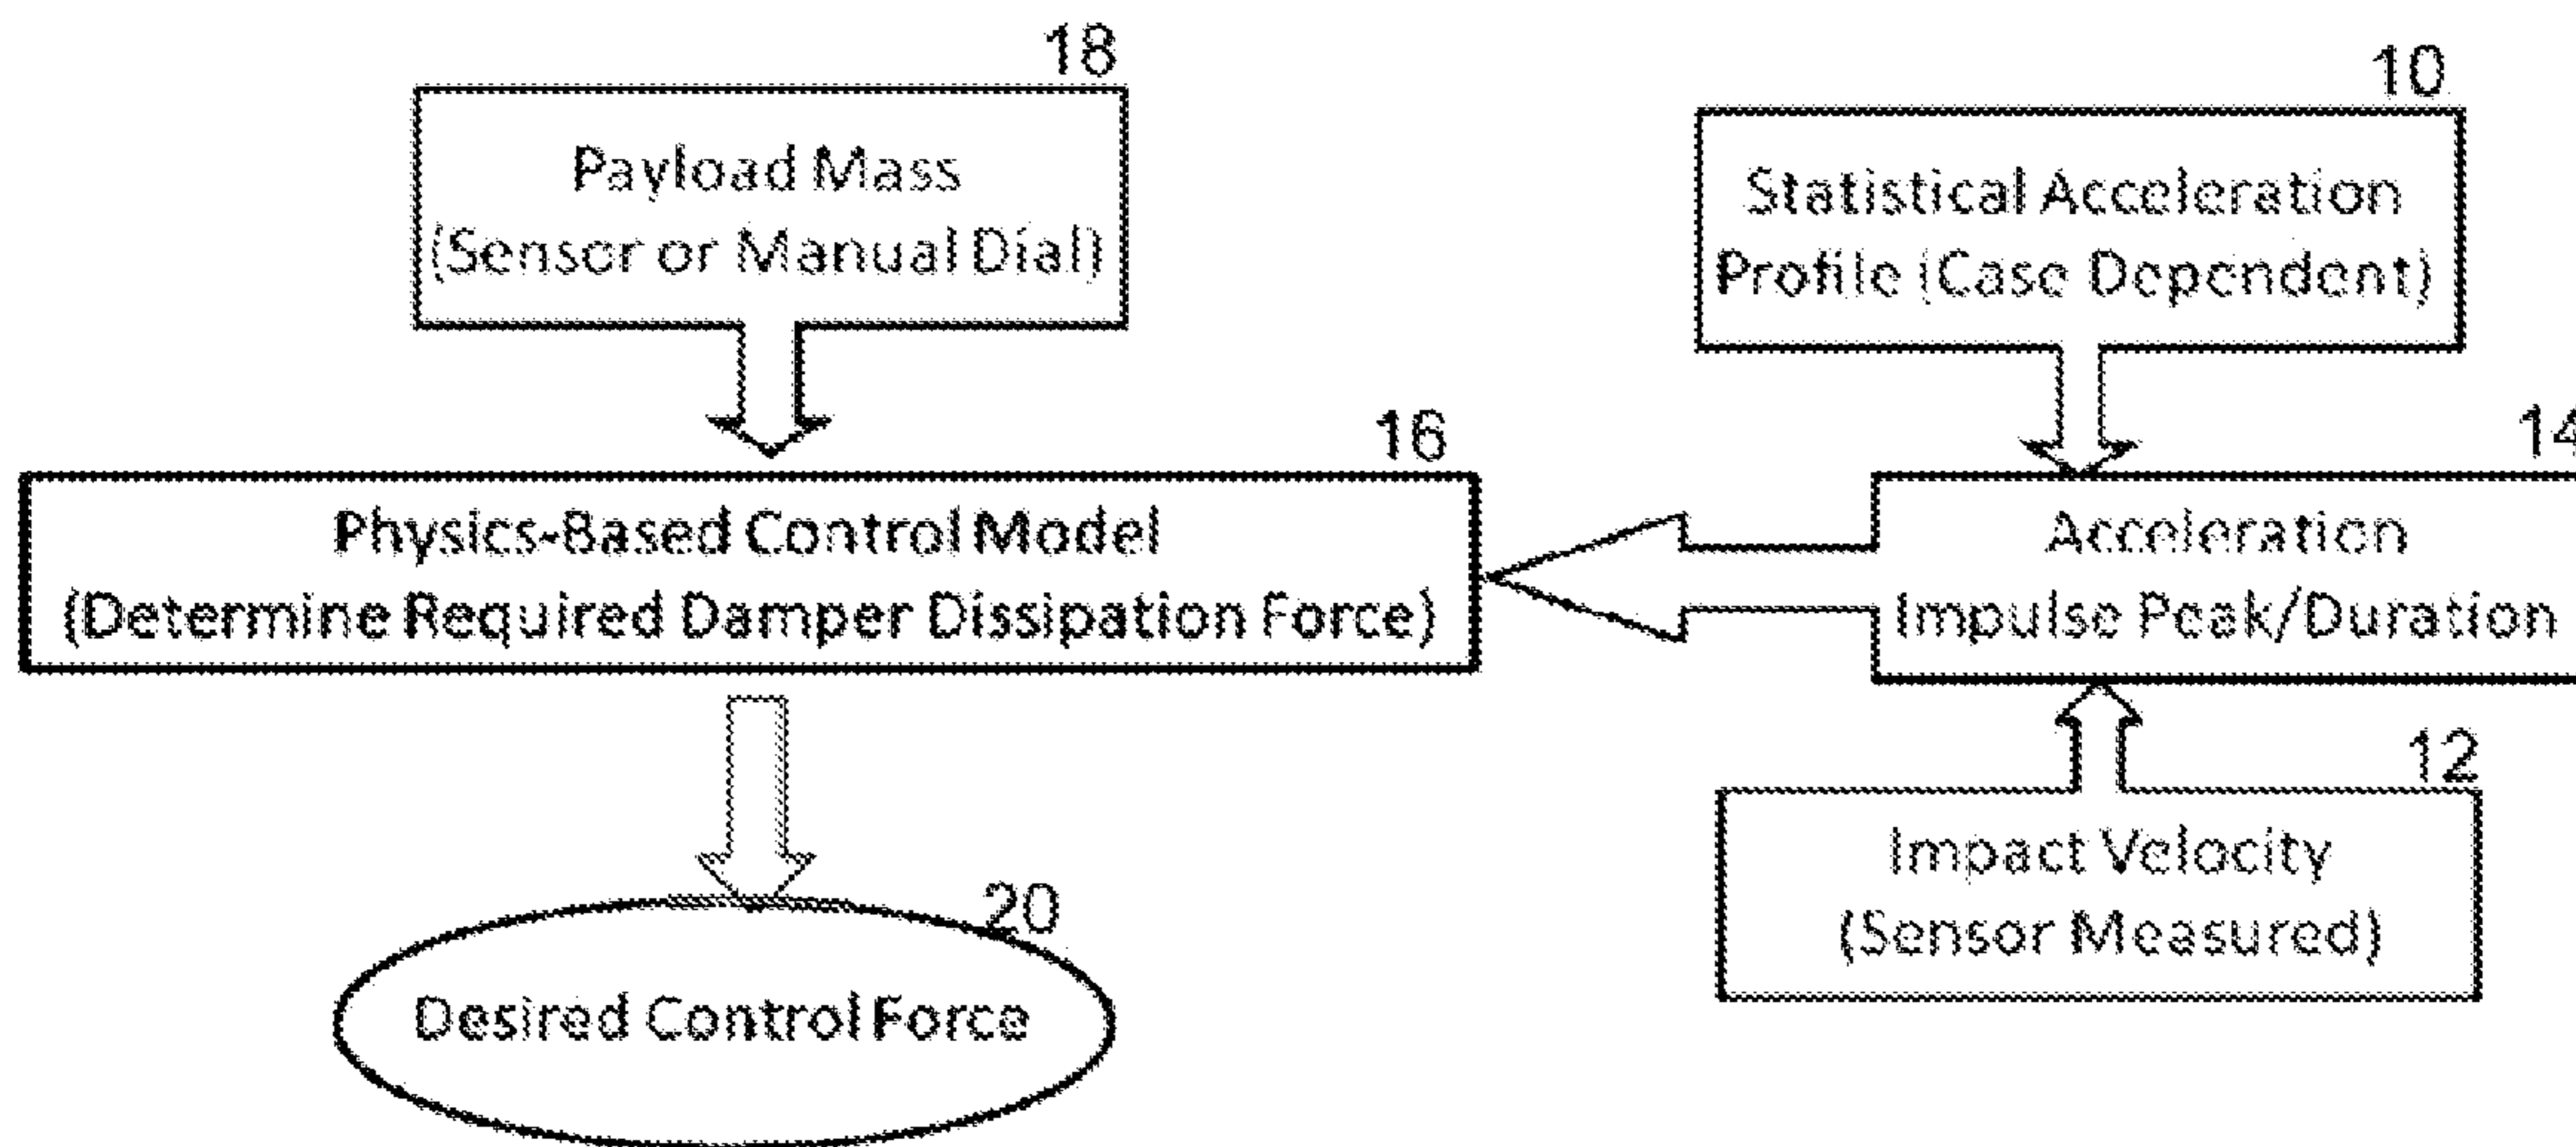 18
Payload Mass
(Sensor or Manual Dial)
10
Statistical Acceleration
Profile (Case Dependent)
16
Physics-Based Control Model
(Determine Required Damper Dissipation Force)
14
Acceleration
Impulse Peak/Duration
12
Impact Velocity
(Sensor Measured)
20
Desired Control Force